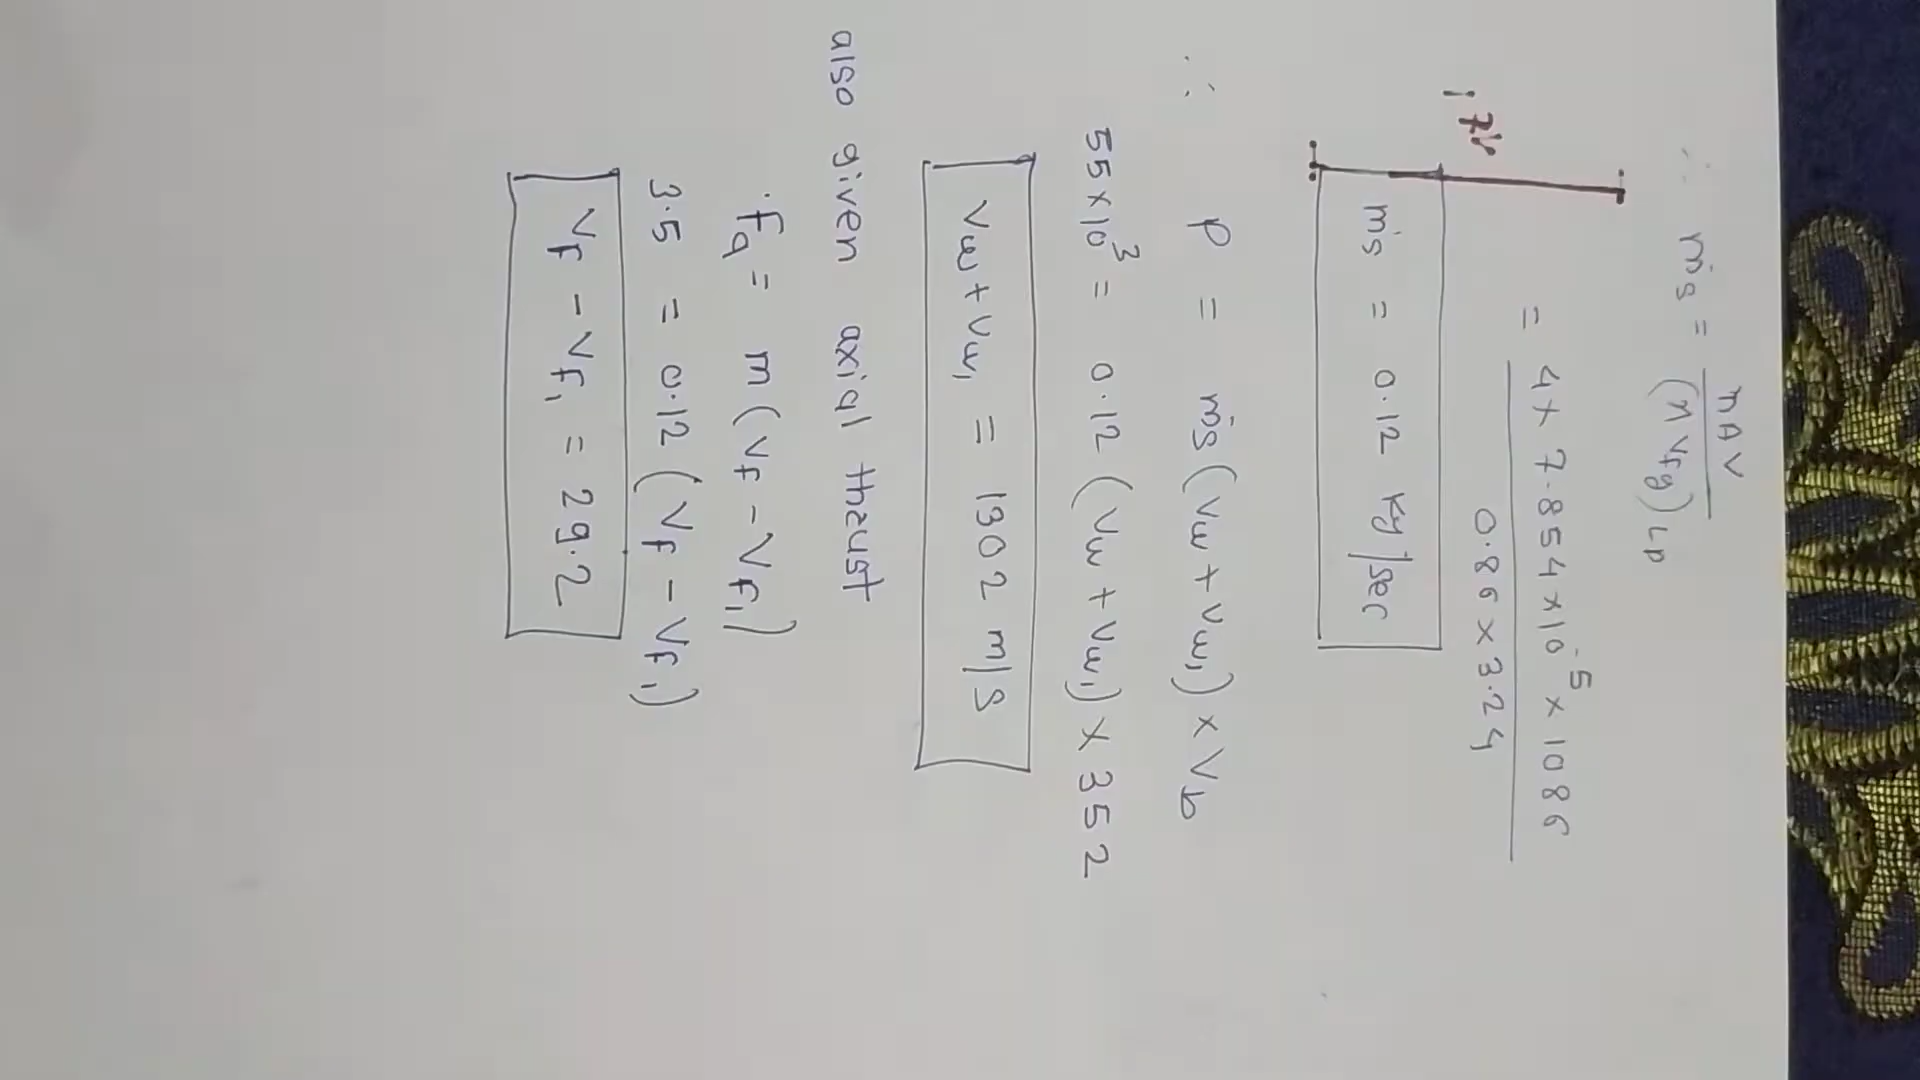 ∴ ṁs = nAV / (x Vfg)LP
= 4 x 7.854 x 10^-5 x 1086 / 0.86 x 3.24
ṁs = 0.12 kg/sec
∴ P = ṁs (Vw + Vw1) x Vb
55 x 10^3 = 0.12 (Vw + Vw1) x 352
Vw + Vw1 = 1302 m/s
also given axial thrust
Fa = m (Vf - Vf1)
3.5 = 0.12 (Vf - Vf1)
Vf - Vf1 = 29.2